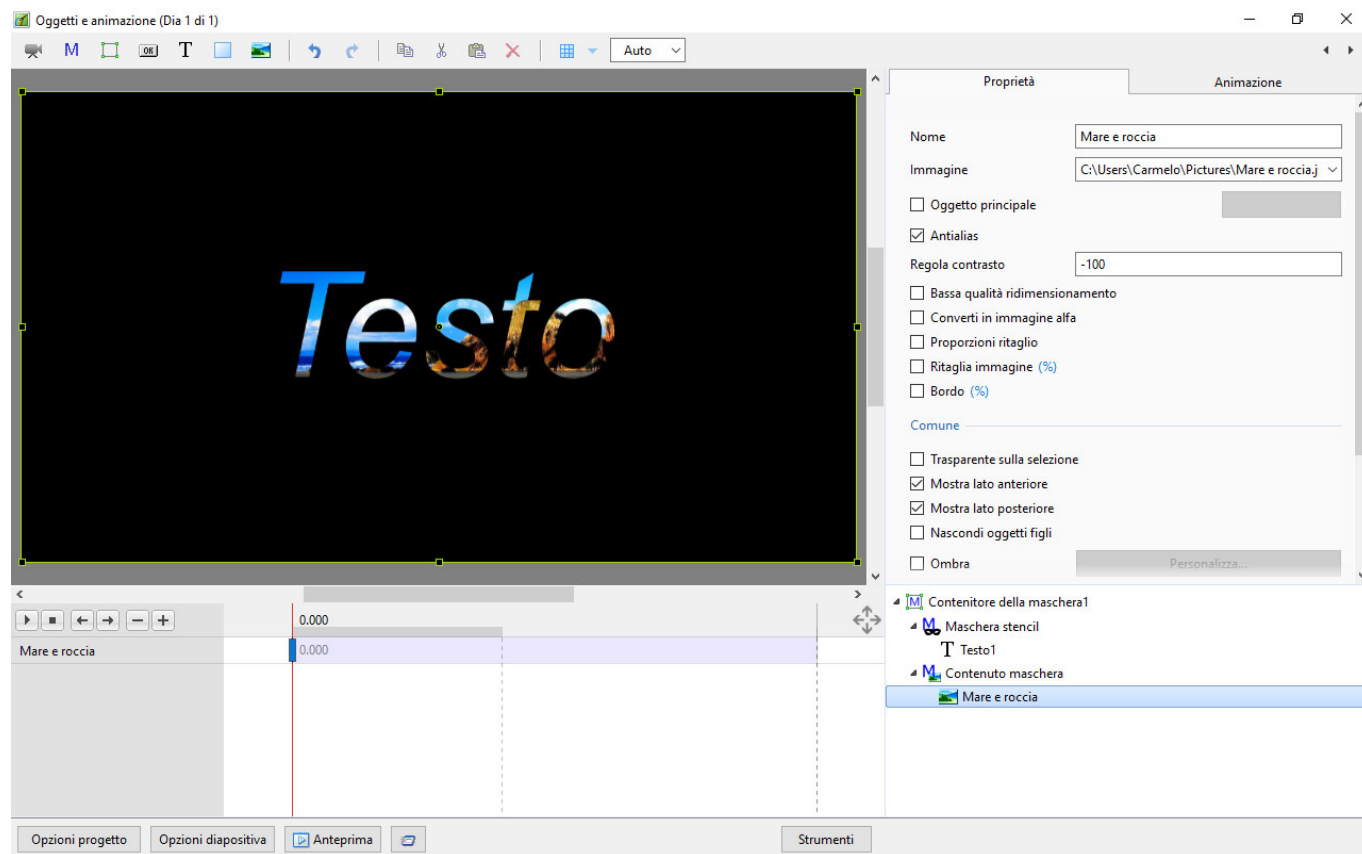 Oggetti e animazione (Dia 1 di 1)
M OK T Auto
Proprietà Animazione
Nome Mare e roccia
Immagine C:\Users\Carmelo\Pictures\Mare e roccia.j
Oggetto principale
Antialias
Regola contrasto -100
Bassa qualità ridimensionamento
Converti in immagine alfa
Proporzioni ritaglio
Ritaglia immagine (%)
Bordo (%)
Comune
Trasparente sulla selezione
Mostra lato anteriore
Mostra lato posteriore
Nascondi oggetti figli
Ombra Personalizza...
Testo
0.000
Mare e roccia 0.000
M Contenitore della maschera1
M Maschera stencil
T Testo1
M Contenuto maschera
Mare e roccia
Opzioni progetto Opzioni diapositiva Anteprima Strumenti